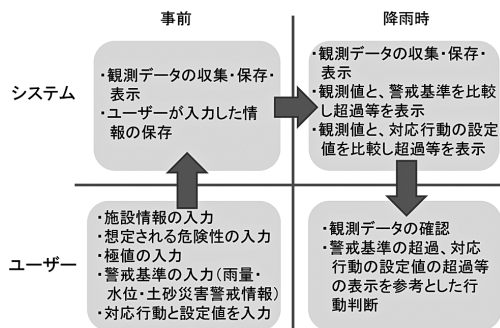 事前
降雨時
システム
・観測データの収集・保存・
表示
・ユーザーが入力した情
報の保存
・観測データの収集・保存・
表示
・観測値と、警戒基準を比較
し超過等を表示
・観測値と、対応行動の設定
値を比較し超過等を表示
ユーザー
・施設情報の入力
・想定される危険性の入力
・極値の入力
・警戒基準の入力(雨量・
水位・土砂災害警戒情報)
・対応行動と設定値を入力
・観測データの確認
・警戒基準の超過、対応
行動の設定値の超過等
の表示を参考とした行
動判断